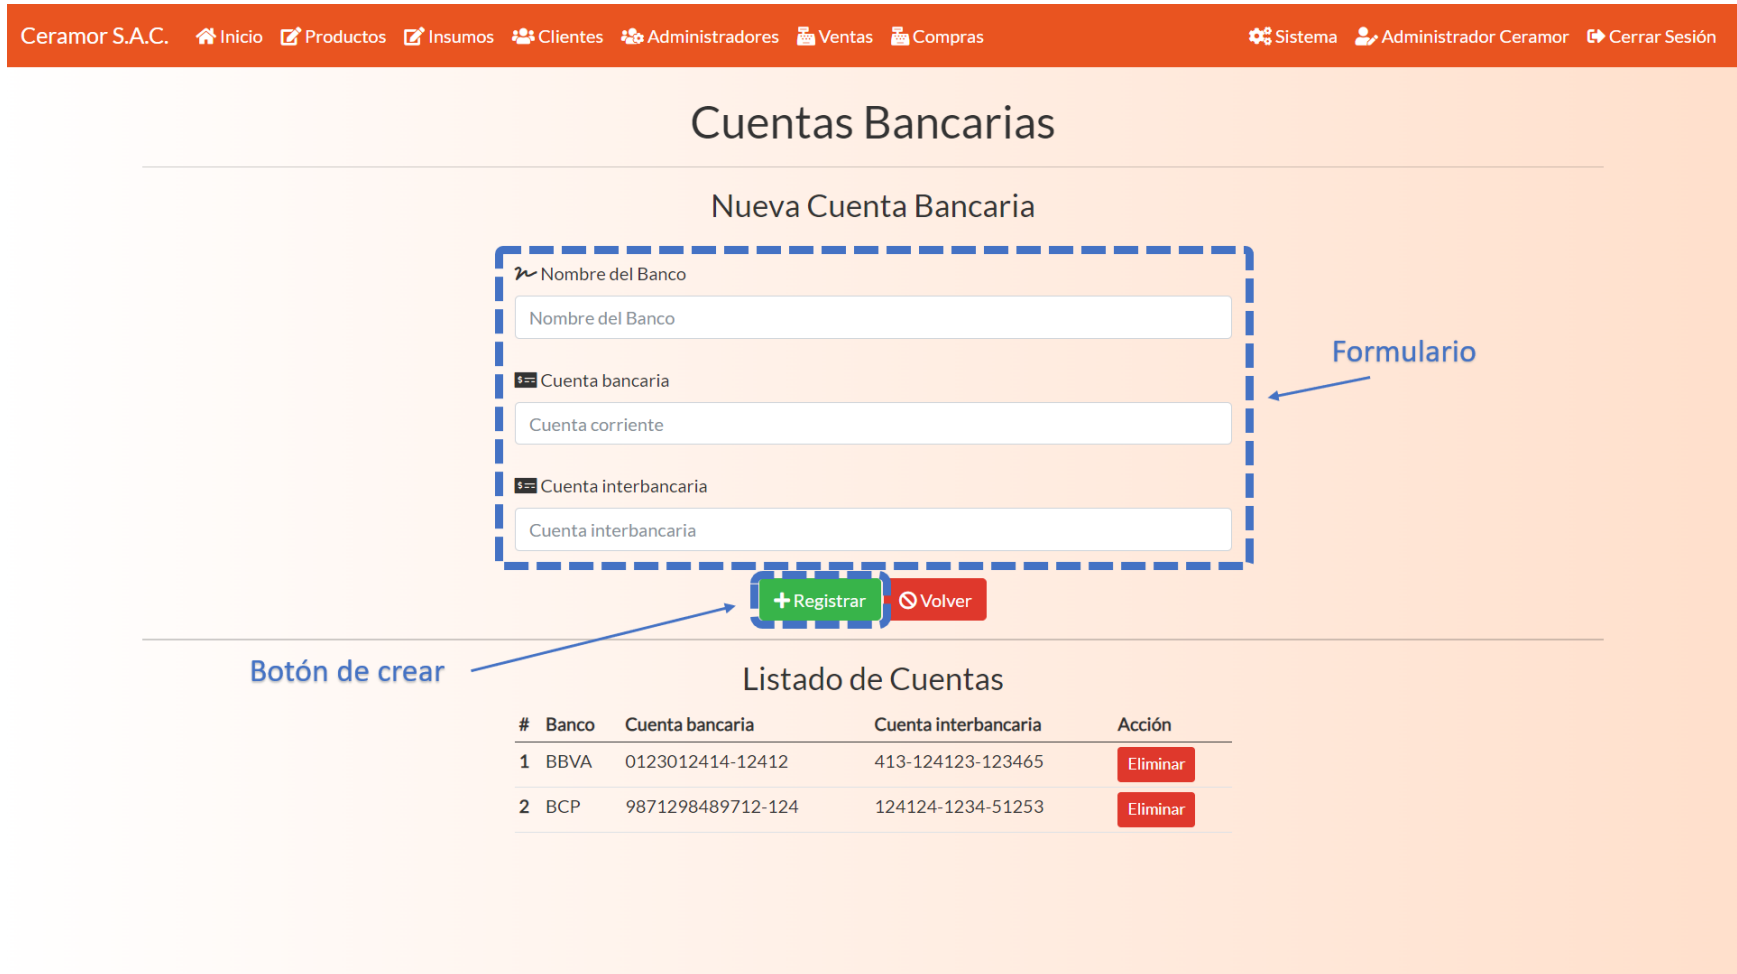 Ceramor S.A.C. Inicio Productos Insumos Clientes Administradores Ventas Compras Sistema Administrador Ceramor Cerrar Sesión
Cuentas Bancarias
Nueva Cuenta Bancaria
Nombre del Banco
Nombre del Banco
Formulario
Cuenta bancaria
Cuenta corriente
Cuenta interbancaria
Cuenta interbancaria
Registrar Volver
Botón de crear
Listado de Cuentas
# Banco Cuenta bancaria Cuenta interbancaria Acción
1 BBVA 0123012414-12412 413-124123-123465 Eliminar
2 BCP 9871298489712-124 124124-1234-51253 Eliminar